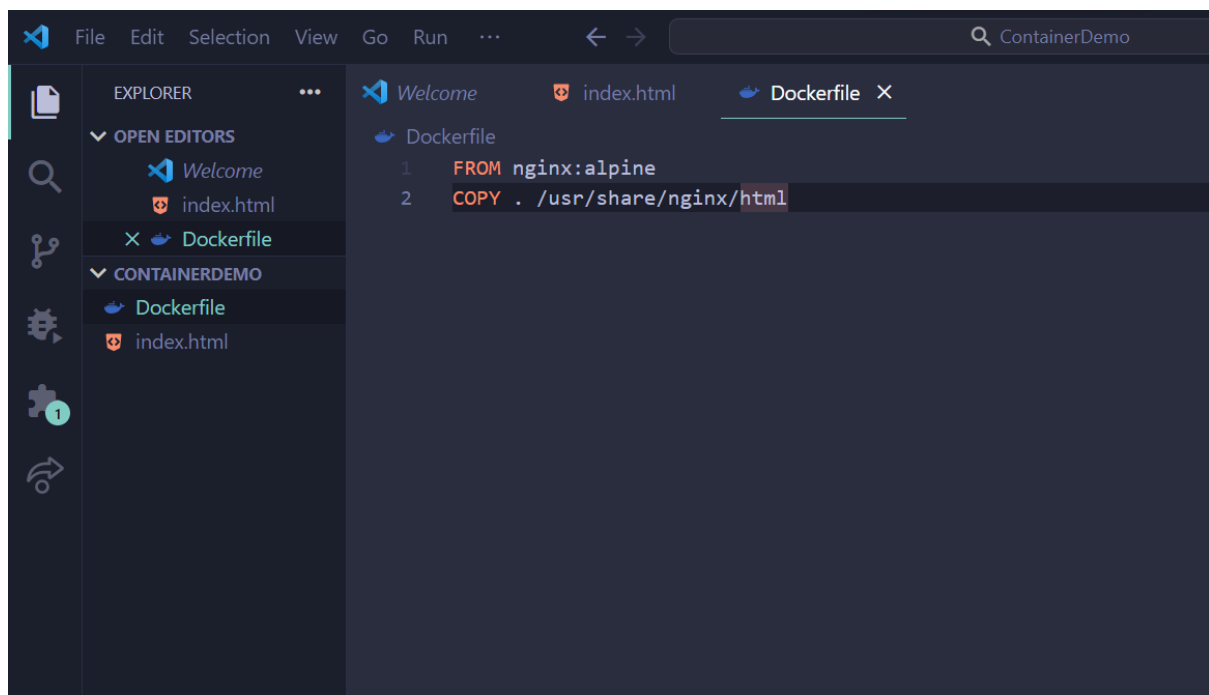 File Edit Selection View Go Run ··· ← → ContainerDemo
EXPLORER ···
OPEN EDITORS
Welcome
index.html
Dockerfile
CONTAINERDEMO
Dockerfile
index.html
1
Welcome index.html Dockerfile
Dockerfile
1 FROM nginx:alpine
2 COPY . /usr/share/nginx/html